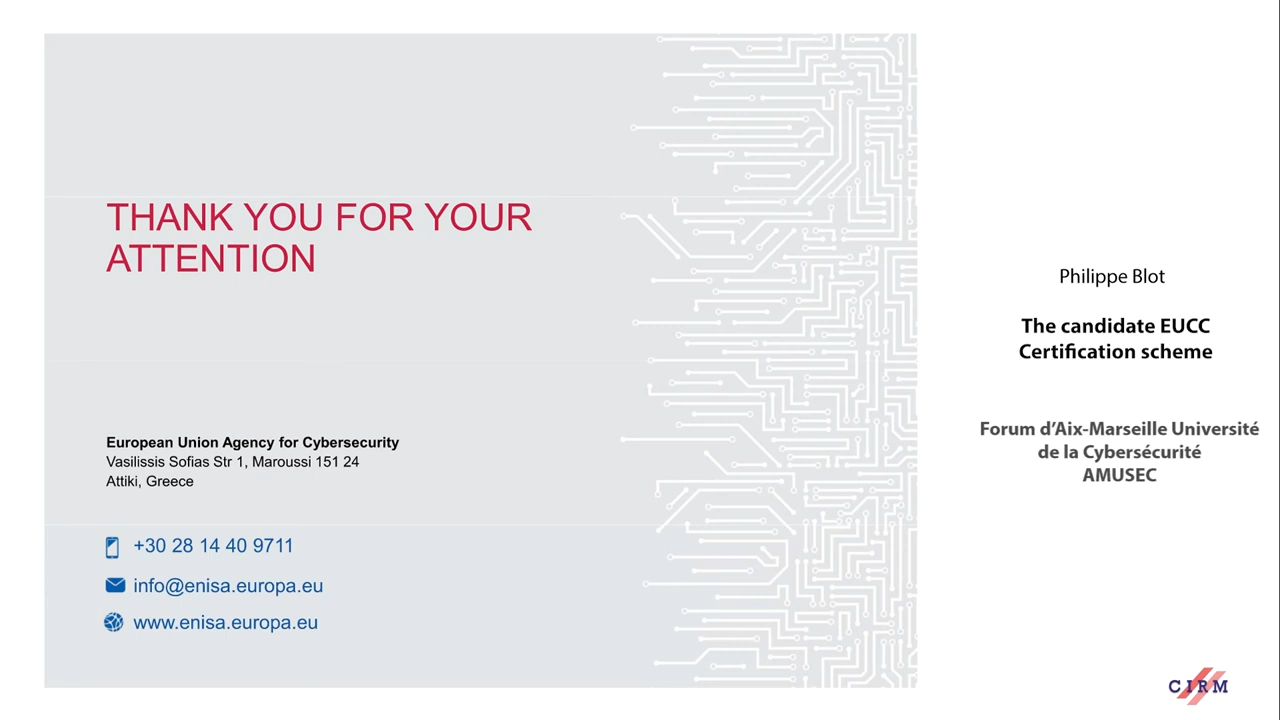 THANK YOU FOR YOUR
ATTENTION
European Union Agency for Cybersecurity
Vasilissis Sofias Str 1, Maroussi 151 24
Attiki, Greece
+30 28 14 40 9711
info@enisa.europa.eu
www.enisa.europa.eu
Philippe Blot
The candidate EUCC
Certification scheme
Forum d’Aix-Marseille Université
de la Cybersécurité
AMUSEC
CIRM